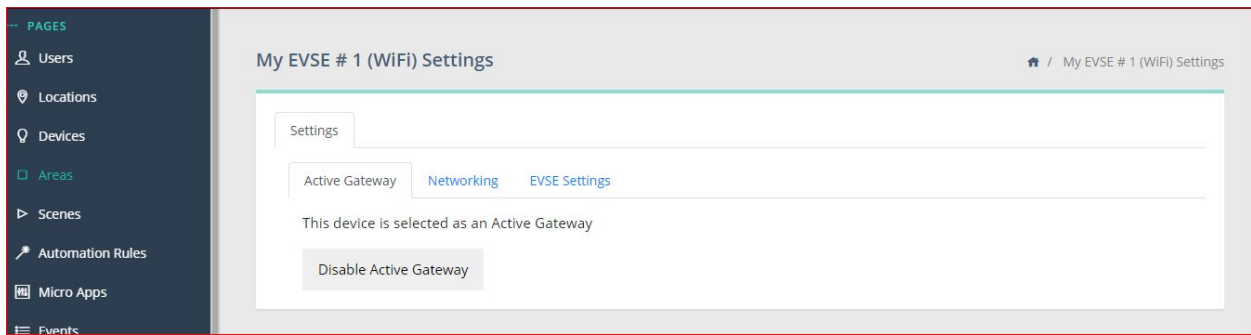 PAGES
Users
Locations
Devices
Areas
Scenes
Automation Rules
Micro Apps
Events
My EVSE # 1 (WiFi) Settings
/ My EVSE # 1 (WiFi) Settings
Settings
Active Gateway Networking EVSE Settings
This device is selected as an Active Gateway
Disable Active Gateway